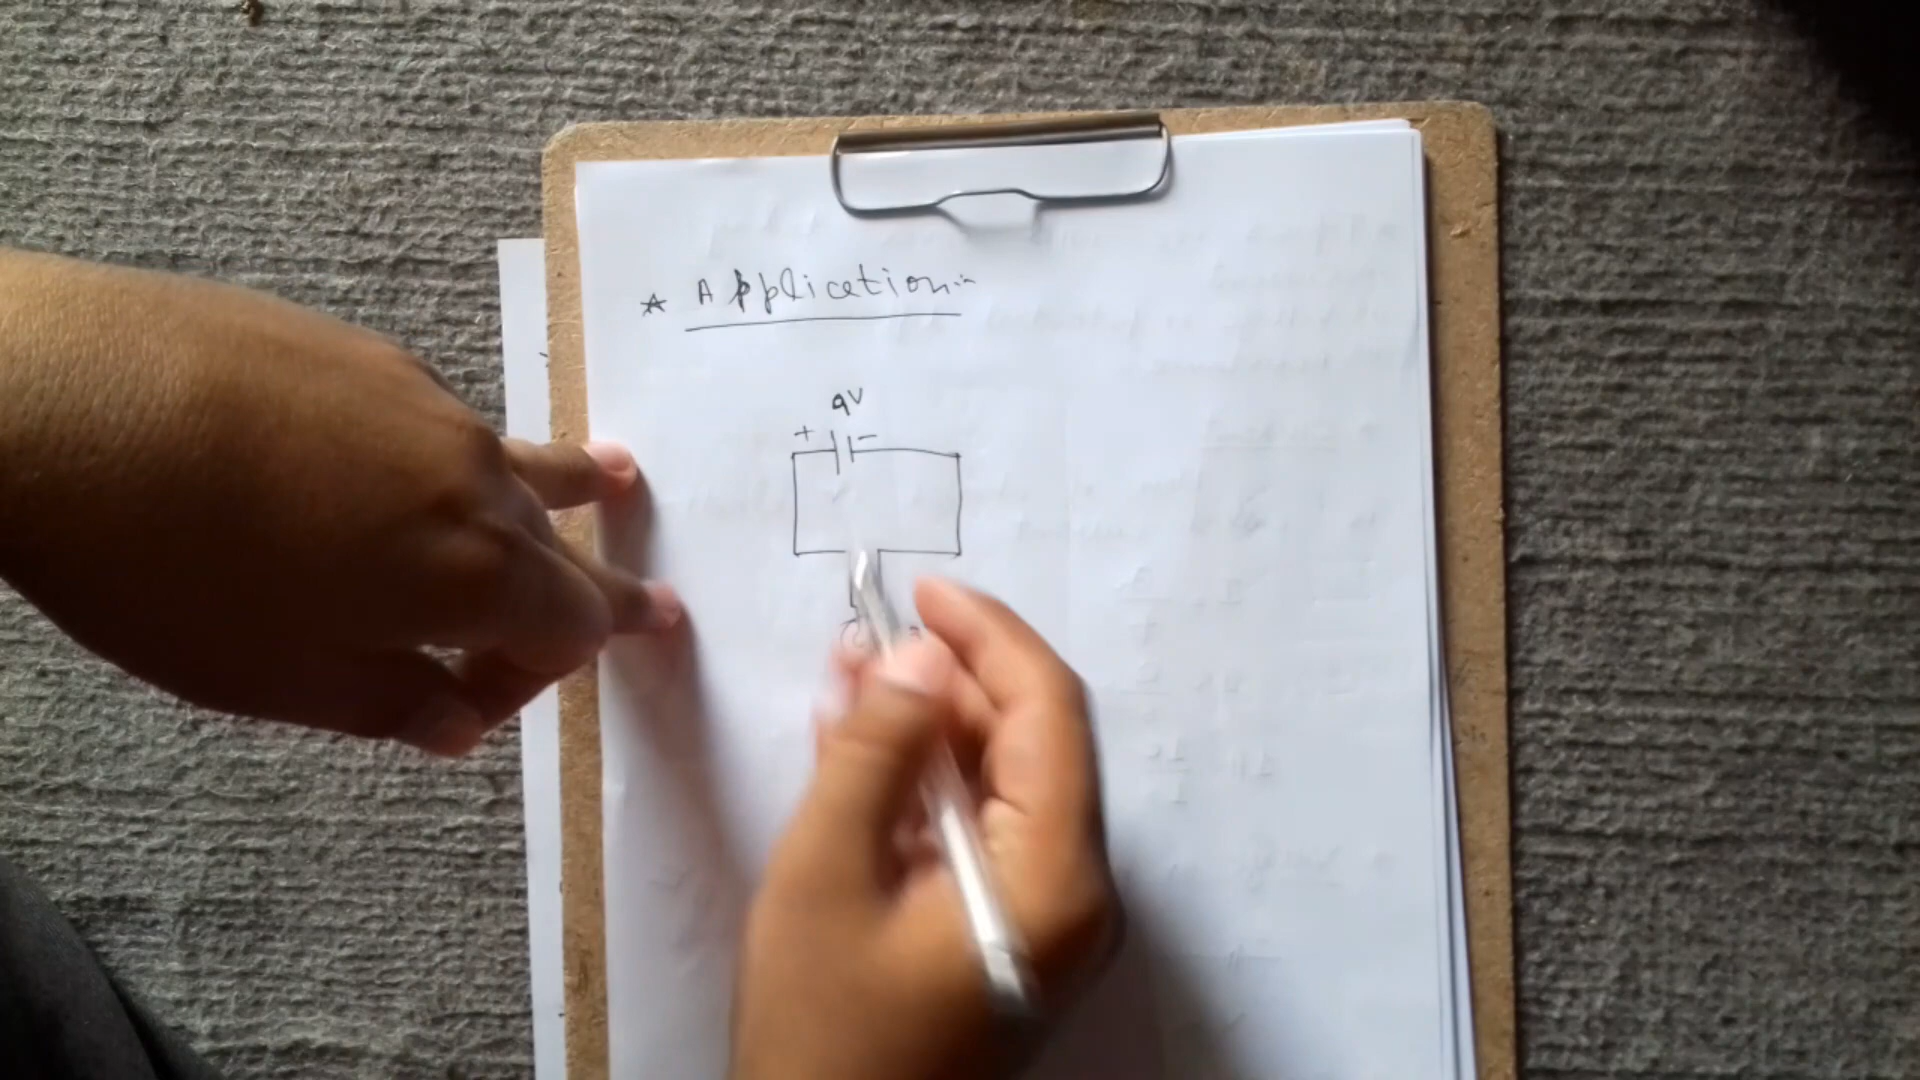 * Application:-
9V
+ -